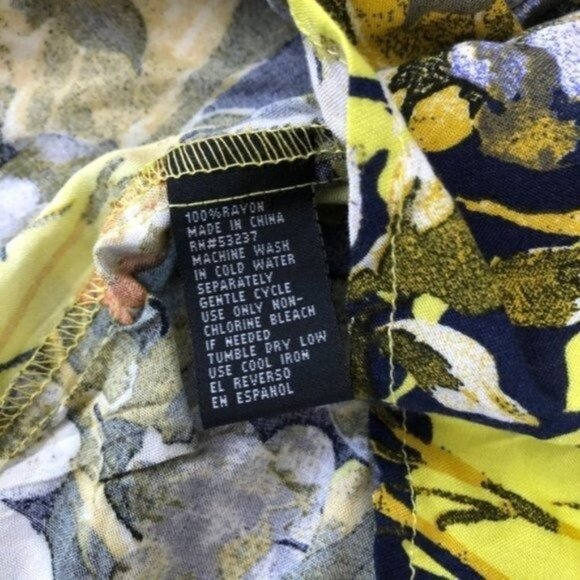 100%RAYON
MADE IN CHINA
RN#53237
MACHINE WASH
IN COLD WATER
SEPARATELY
GENTLE CYCLE
USE ONLY NON-
CHLORINE BLEACH
IF NEEDED
TUMBLE DRY LOW
USE COOL IRON
EL REVERSO
EN ESPANOL